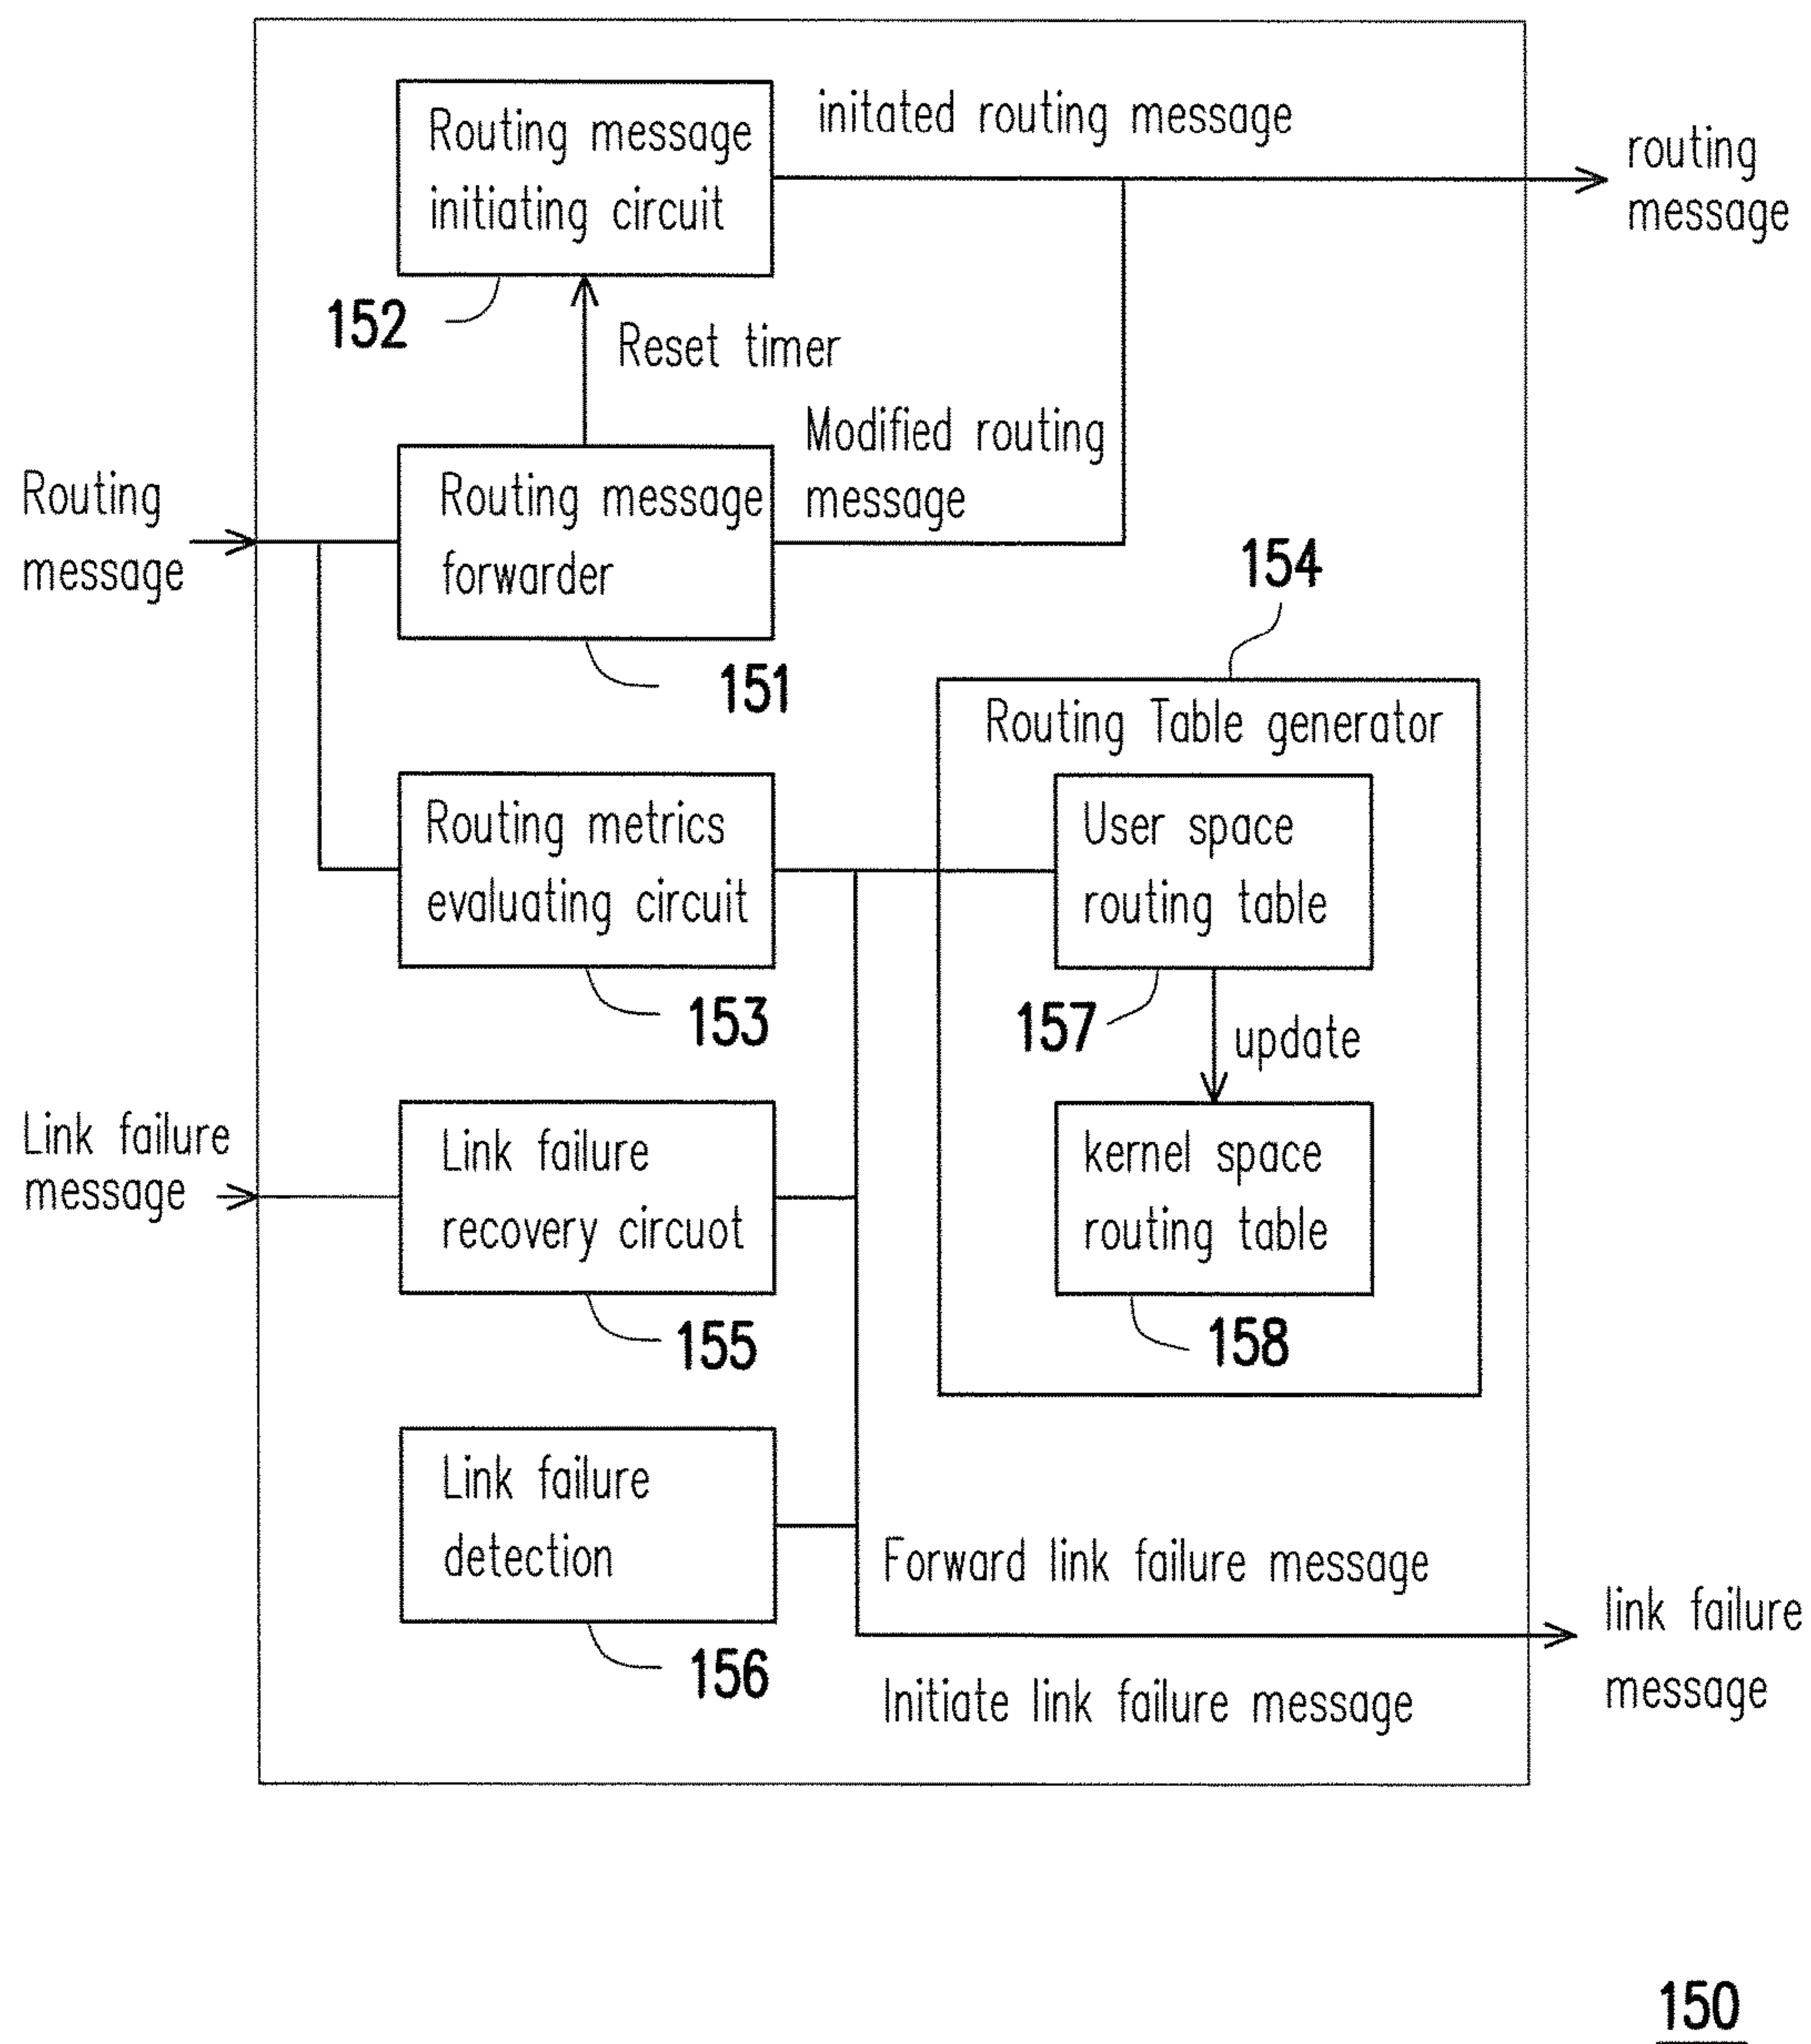 Routing message
initiating circuit
initated routing message
routing
message
152
Reset timer
Routing
message
Routing message
forwarder
Modified routing
message
151
154
Routing Table generator
Routing metrics
evaluating circuit
153
User space
routing table
157
update
Link failure
message
Link failure
recovery circuot
155
kernel space
routing table
158
Link failure
detection
156
Forward link failure message
Initiate link failure message
link failure
message
150